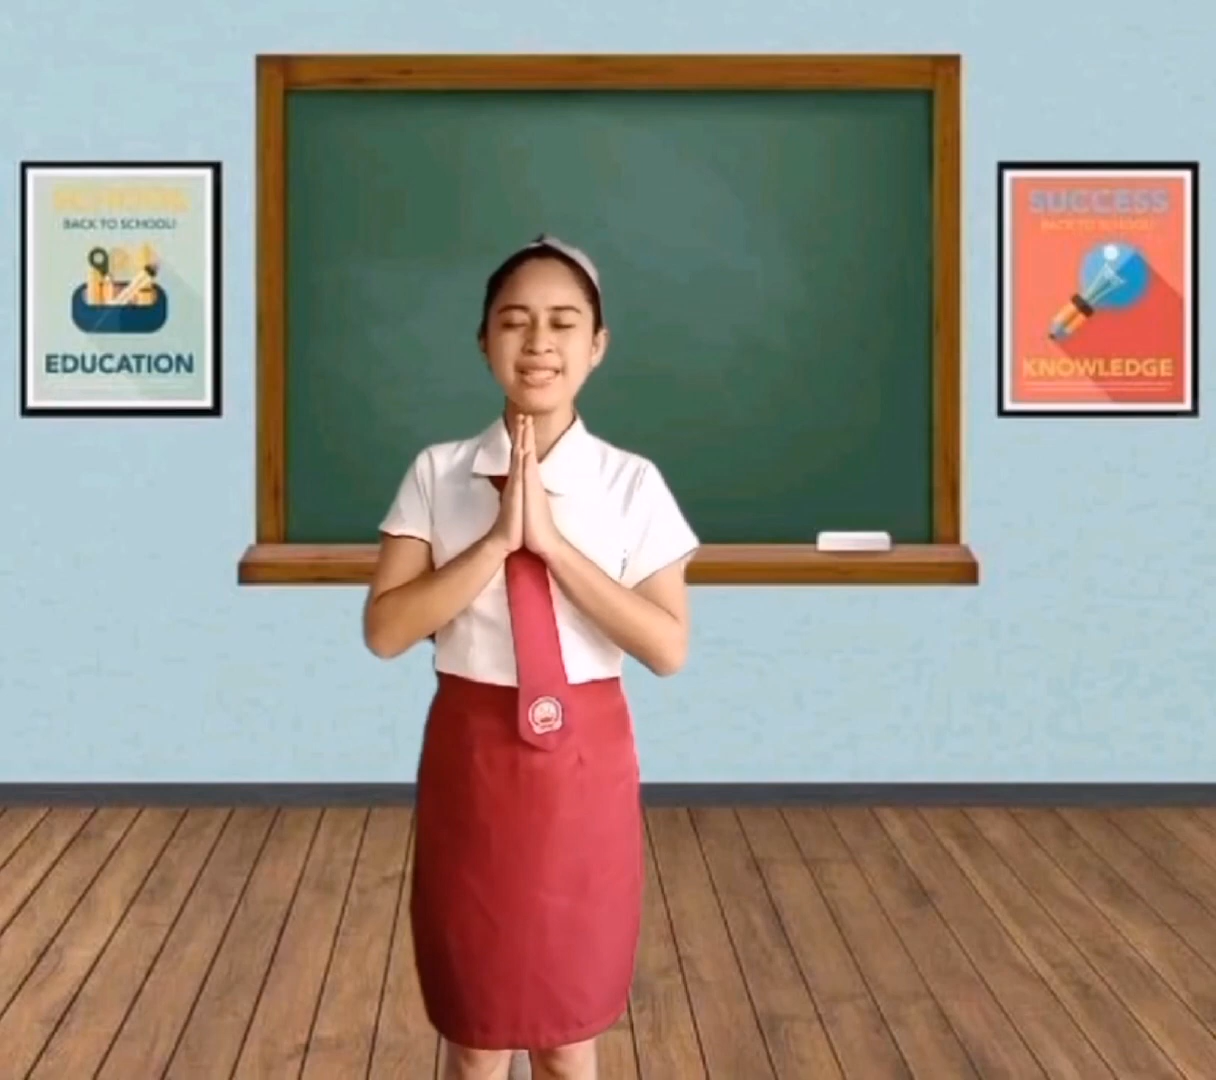 SCHOOL
BACK TO SCHOOL!
EDUCATION
SUCCESS
BACK TO SCHOOL!
KNOWLEDGE